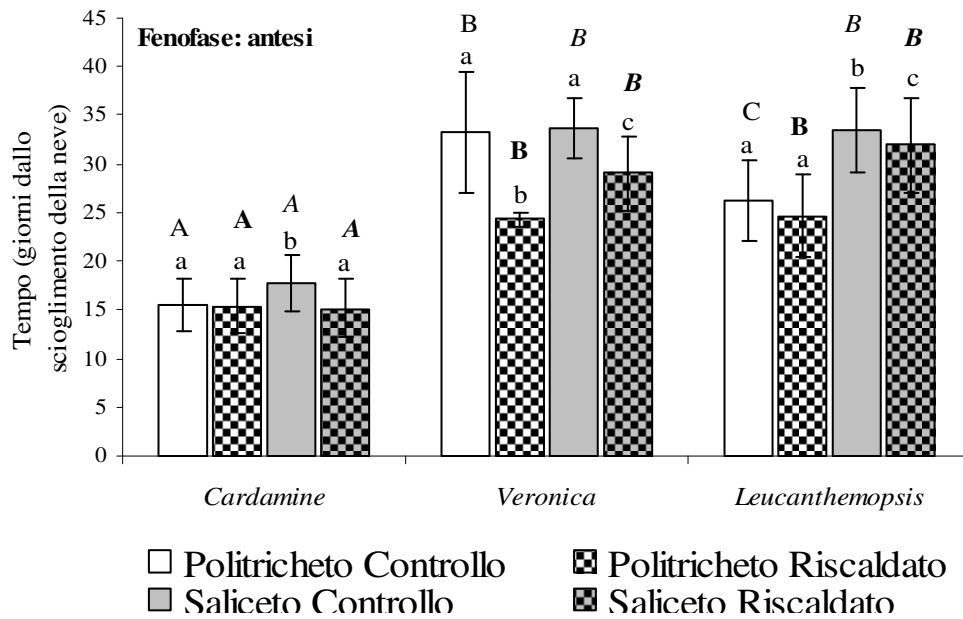 45
40
35
30
25
20
15
10
5
0
Tempo (giorni dallo
scioglimento della neve)
Fenofase: antesi
A A A A
a a b a
B B B B
a b a c
C B B B
a a b c
Cardamine Veronica Leucanthemopsis
Politricheto Controllo Politricheto Riscaldato
Saliceto Controllo Saliceto Riscaldato